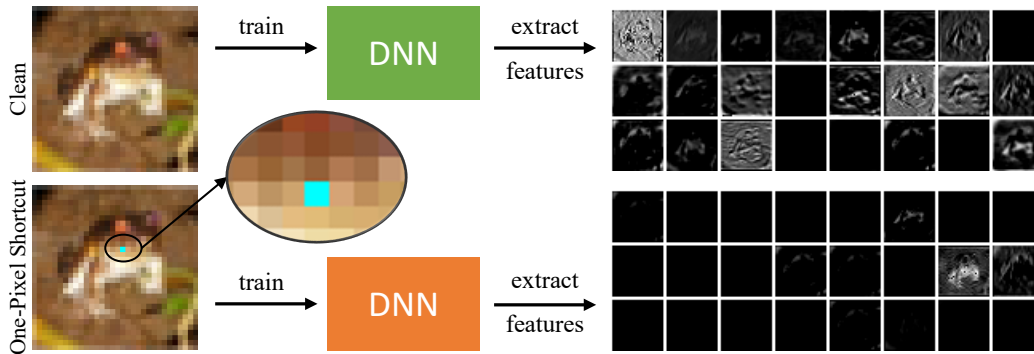 Clean
train
DNN
extract
features
One-Pixel Shortcut
train
DNN
extract
features